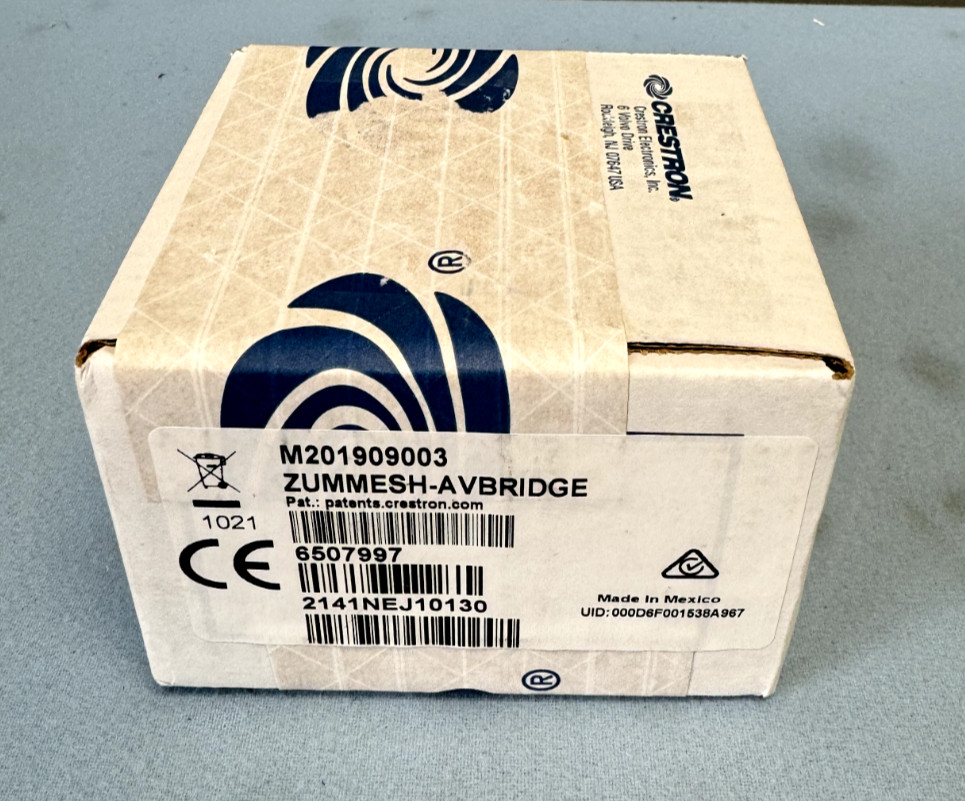 CRESTRON®
Crestron Electronics, Inc.
6 Volvo Drive
Rockleigh, NJ 07647 USA
®
M201909003
ZUMMESH-AVBRIDGE
Pat.: patents.crestron.com
1021
CE
6507997
2141NEJ10130
Made In Mexico
UID:000D6F001538A967
®